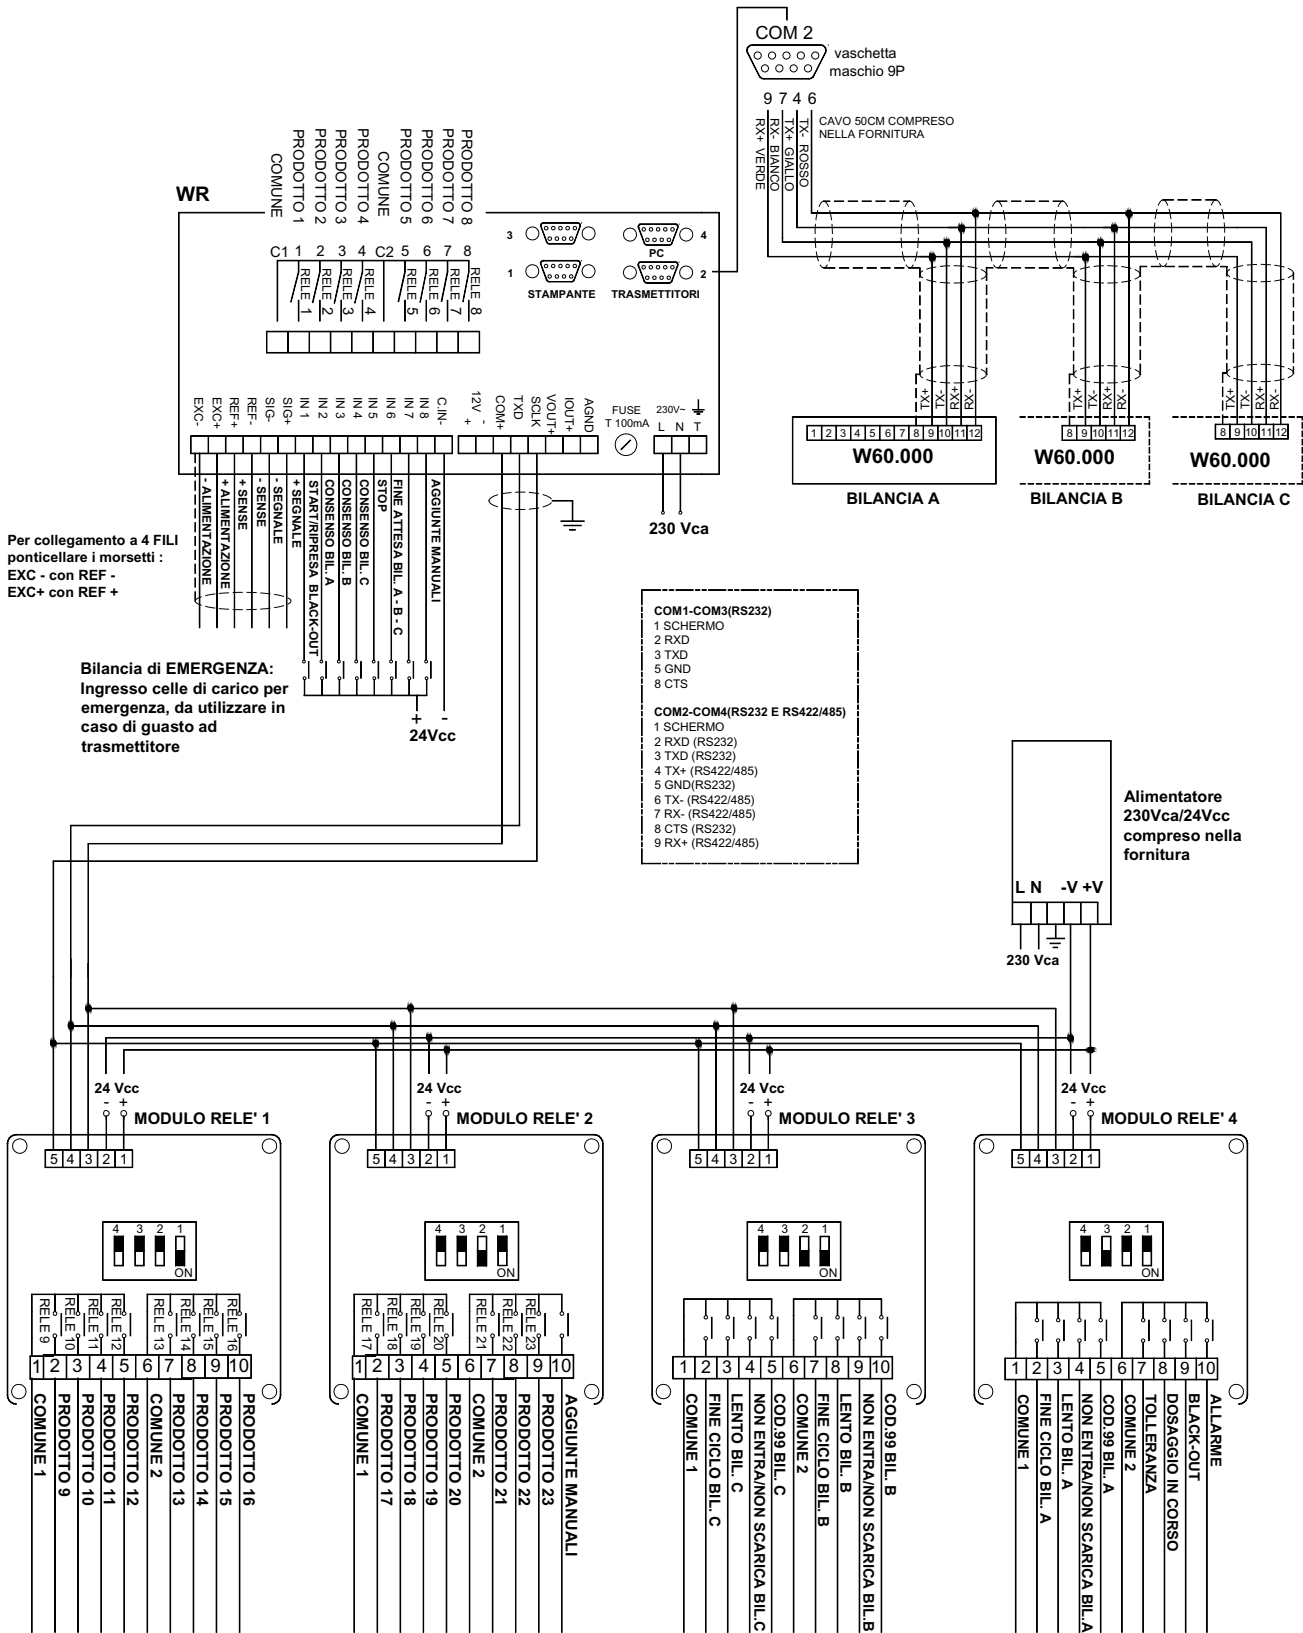 COM 2
vaschetta
maschio 9P
9 7 4 6
CAVO 50CM COMPRESO
NELLA FORNITURA
RX+ VERDE
RX- BIANCO
TX+ GIALLO
TX- ROSSO
WR
COMUNE
PRODOTTO 1
PRODOTTO 2
PRODOTTO 3
PRODOTTO 4
COMUNE
PRODOTTO 5
PRODOTTO 6
PRODOTTO 7
PRODOTTO 8
C1 1 2 3 4 C2 5 6 7 8
RELE 1
RELE 2
RELE 3
RELE 4
RELE 5
RELE 6
RELE 7
RELE 8
3
4
PC
1
2
STAMPANTE
TRASMETTITORI
EXC-
EXC+
REF+
REF-
SIG-
SIG+
IN 1
IN 2
IN 3
IN 4
IN 5
IN 6
IN 7
IN 8
C.IN-
12V
+ -
COM+
TXD
SCLK
VOUT+
IOUT+
AGND
FUSE
T 100mA
230V~
L N T
230 Vca
- ALIMENTAZIONE
+ ALIMENTAZIONE
+ SENSE
- SENSE
- SEGNALE
+ SEGNALE
START/RIPRESA BLACK-OUT
CONSENSO BIL. A
CONSENSO BIL. B
CONSENSO BIL. C
STOP
FINE ATTESA BIL. A - B - C
AGGIUNTE MANUALI
+ -
24Vcc
Per collegamento a 4 FILI
ponticellare i morsetti :
EXC - con REF -
EXC+ con REF +
Bilancia di EMERGENZA:
Ingresso celle di carico per
emergenza, da utilizzare in
caso di guasto ad
trasmettitore
TX+
TX-
RX+
RX-
1 2 3 4 5 6 7 8 9 10 11 12
W60.000
BILANCIA A
TX+
TX-
RX+
RX-
8 9 10 11 12
W60.000
BILANCIA B
TX+
TX-
RX+
RX-
8 9 10 11 12
W60.000
BILANCIA C
COM1-COM3(RS232)
1 SCHERMO
2 RXD
3 TXD
5 GND
8 CTS
COM2-COM4(RS232 E RS422/485)
1 SCHERMO
2 RXD (RS232)
3 TXD (RS232)
4 TX+ (RS422/485)
5 GND(RS232)
6 TX- (RS422/485)
7 RX- (RS422/485)
8 CTS (RS232)
9 RX+ (RS422/485)
Alimentatore
230Vca/24Vcc
compreso nella
fornitura
L N -V +V
230 Vca
24 Vcc
- +
MODULO RELE' 1
5 4 3 2 1
4 3 2 1
ON
RELE 9
RELE 10
RELE 11
RELE 12
RELE 13
RELE 14
RELE 15
RELE 16
1 2 3 4 5 6 7 8 9 10
COMUNE 1
PRODOTTO 9
PRODOTTO 10
PRODOTTO 11
PRODOTTO 12
COMUNE 2
PRODOTTO 13
PRODOTTO 14
PRODOTTO 15
PRODOTTO 16
24 Vcc
- +
MODULO RELE' 2
5 4 3 2 1
4 3 2 1
ON
RELE 17
RELE 18
RELE 19
RELE 20
RELE 21
RELE 22
RELE 23
1 2 3 4 5 6 7 8 9 10
COMUNE 1
PRODOTTO 17
PRODOTTO 18
PRODOTTO 19
PRODOTTO 20
COMUNE 2
PRODOTTO 21
PRODOTTO 22
PRODOTTO 23
AGGIUNTE MANUALI
24 Vcc
- +
MODULO RELE' 3
5 4 3 2 1
4 3 2 1
ON
1 2 3 4 5 6 7 8 9 10
COMUNE 1
FINE CICLO BIL. C
LENTO BIL. C
NON ENTRA/NON SCARICA BIL.C
COD.99 BIL. C
COMUNE 2
FINE CICLO BIL. B
LENTO BIL. B
NON ENTRA/NON SCARICA BIL.B
COD.99 BIL. B
24 Vcc
- +
MODULO RELE' 4
5 4 3 2 1
4 3 2 1
ON
1 2 3 4 5 6 7 8 9 10
COMUNE 1
FINE CICLO BIL. A
LENTO BIL. A
NON ENTRA/NON SCARICA BIL.A
COD.99 BIL. A
COMUNE 2
TOLLERANZA
DOSAGGIO IN CORSO
BLACK-OUT
ALLARME